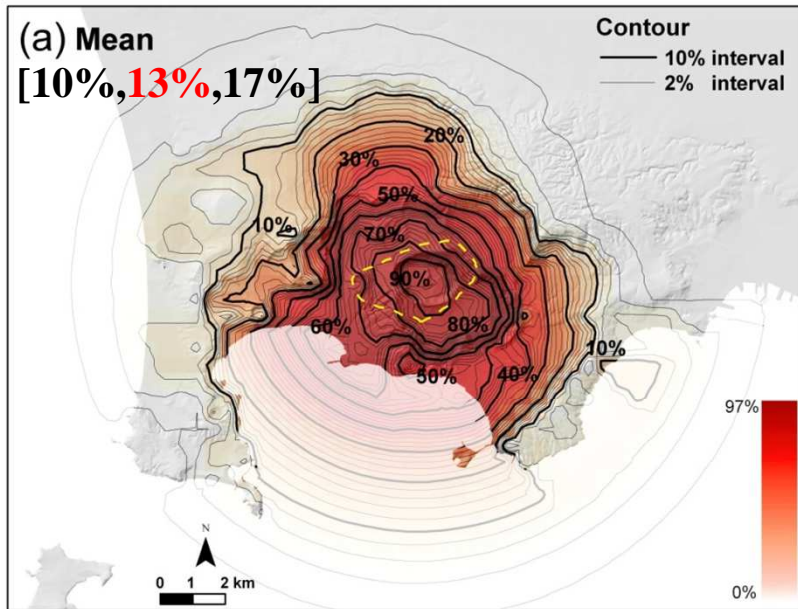 (a) Mean
[10%,13%,17%]
Contour
10% interval
2% interval
20%
30%
50%
10%
70%
90%
60%
80%
10%
50%
40%
97%
0%
N
0 1 2 km